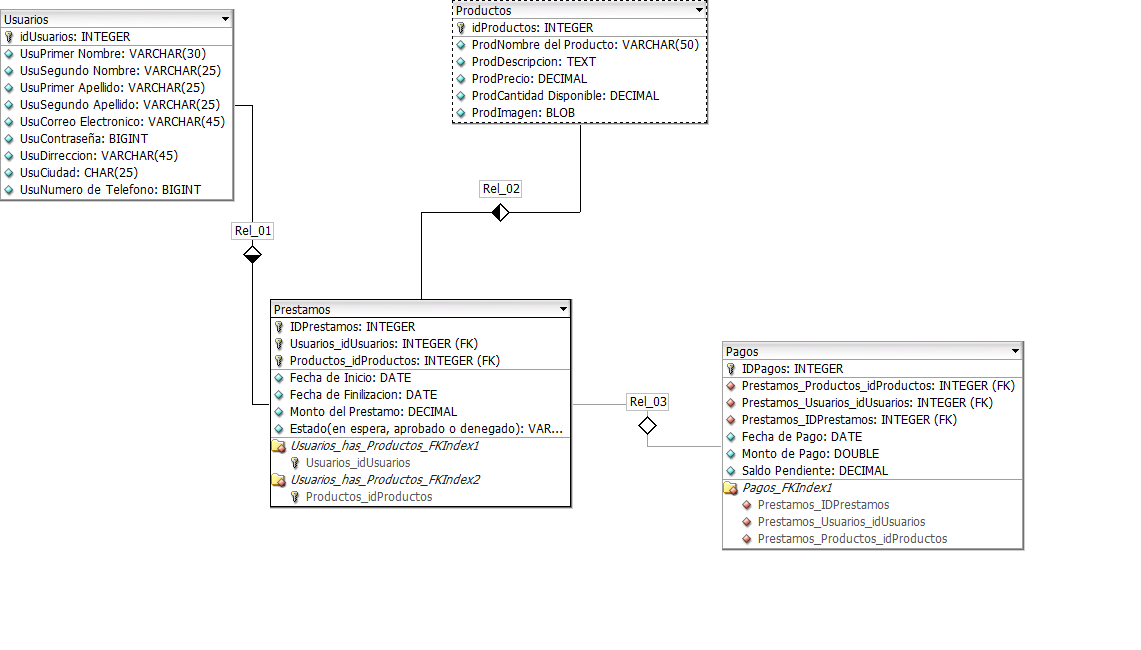 Usuarios
idUsuarios: INTEGER
UsuPrimer Nombre: VARCHAR(30)
UsuSegundo Nombre: VARCHAR(25)
UsuPrimer Apellido: VARCHAR(25)
UsuSegundo Apellido: VARCHAR(25)
UsuCorreo Electronico: VARCHAR(45)
UsuContraseña: BIGINT
UsuDirreccion: VARCHAR(45)
UsuCiudad: CHAR(25)
UsuNumero de Telefono: BIGINT
Productos
idProductos: INTEGER
ProdNombre del Producto: VARCHAR(50)
ProdDescripcion: TEXT
ProdPrecio: DECIMAL
ProdCantidad Disponible: DECIMAL
ProdImagen: BLOB
Rel_02
Rel_01
Prestamos
IDPrestamos: INTEGER
Usuarios_idUsuarios: INTEGER (FK)
Productos_idProductos: INTEGER (FK)
Fecha de Inicio: DATE
Fecha de Finilizacion: DATE
Monto del Prestamo: DECIMAL
Estado(en espera, aprobado o denegado): VAR...
Usuarios_has_Productos_FKIndex1
Usuarios_idUsuarios
Usuarios_has_Productos_FKIndex2
Productos_idProductos
Rel_03
Pagos
IDPagos: INTEGER
Prestamos_Productos_idProductos: INTEGER (FK)
Prestamos_Usuarios_idUsuarios: INTEGER (FK)
Prestamos_IDPrestamos: INTEGER (FK)
Fecha de Pago: DATE
Monto de Pago: DOUBLE
Saldo Pendiente: DECIMAL
Pagos_FKIndex1
Prestamos_IDPrestamos
Prestamos_Usuarios_idUsuarios
Prestamos_Productos_idProductos